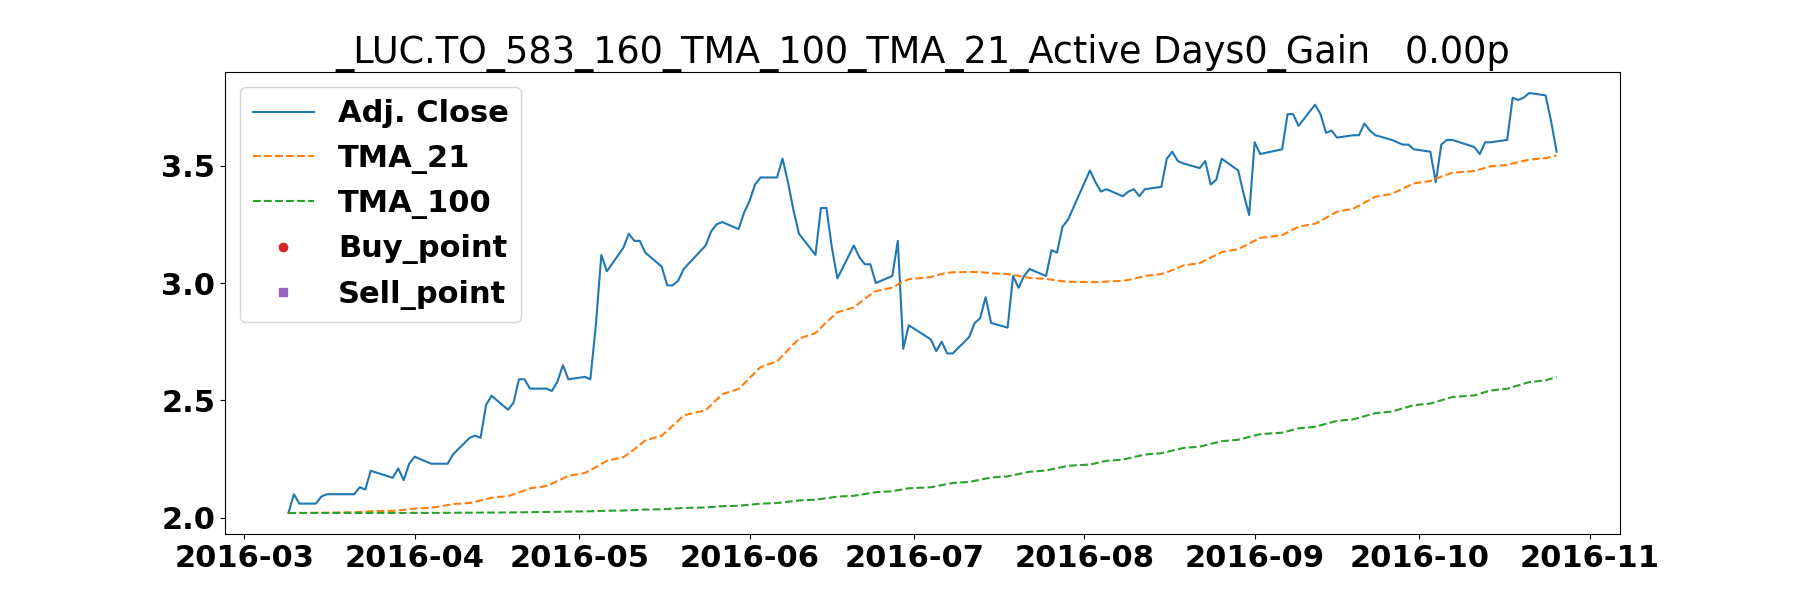 _LUC.TO_583_160_TMA_100_TMA_21_Active Days0_Gain   0.00p
Adj. Close
TMA_21
TMA_100
Buy_point
Sell_point
3.5
3.0
2.5
2.0
2016-03 2016-04 2016-05 2016-06 2016-07 2016-08 2016-09 2016-10 2016-11